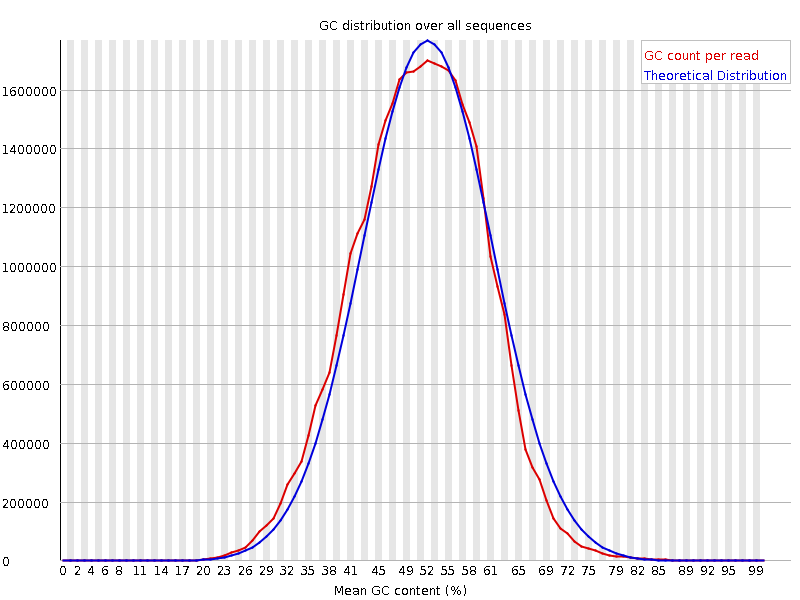 GC distribution over all sequences
GC count per read
Theoretical Distribution
1600000
1400000
1200000
1000000
800000
600000
400000
200000
0
0 2 4 6 8 11 14 17 20 23 26 29 32 35 38 41 45 49 52 55 58 61 65 69 72 75 79 82 85 89 92 95 99
Mean GC content (%)